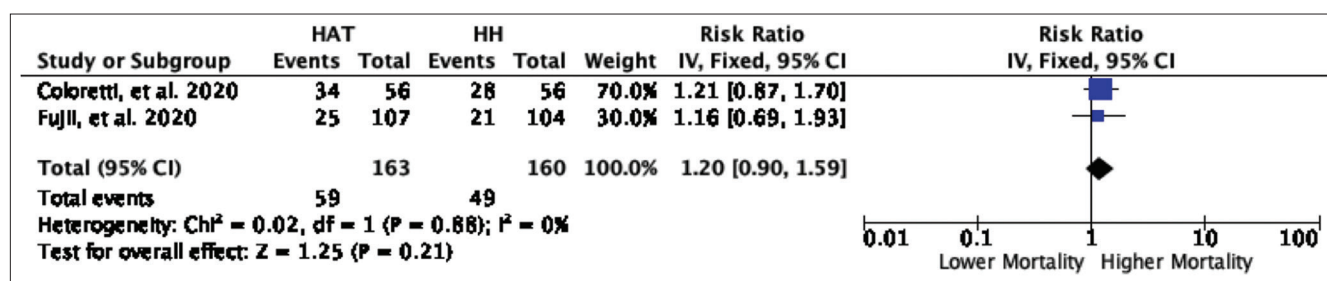 HAT HH Risk Ratio Risk Ratio
Study or Subgroup Events Total Events Total Weight IV, Fixed, 95% CI IV, Fixed, 95% CI
Coloretti, et al. 2020 34 56 28 56 70.0% 1.21 [0.87, 1.70]
Fujii, et al. 2020 25 107 21 104 30.0% 1.16 [0.69, 1.93]
Total (95% CI) 163 160 100.0% 1.20 [0.90, 1.59]
Total events 59 49
Heterogeneity: Chi² = 0.02, df = 1 (P = 0.88); I² = 0%
Test for overall effect: Z = 1.25 (P = 0.21)
0.01 0.1 1 10 100
Lower Mortality Higher Mortality